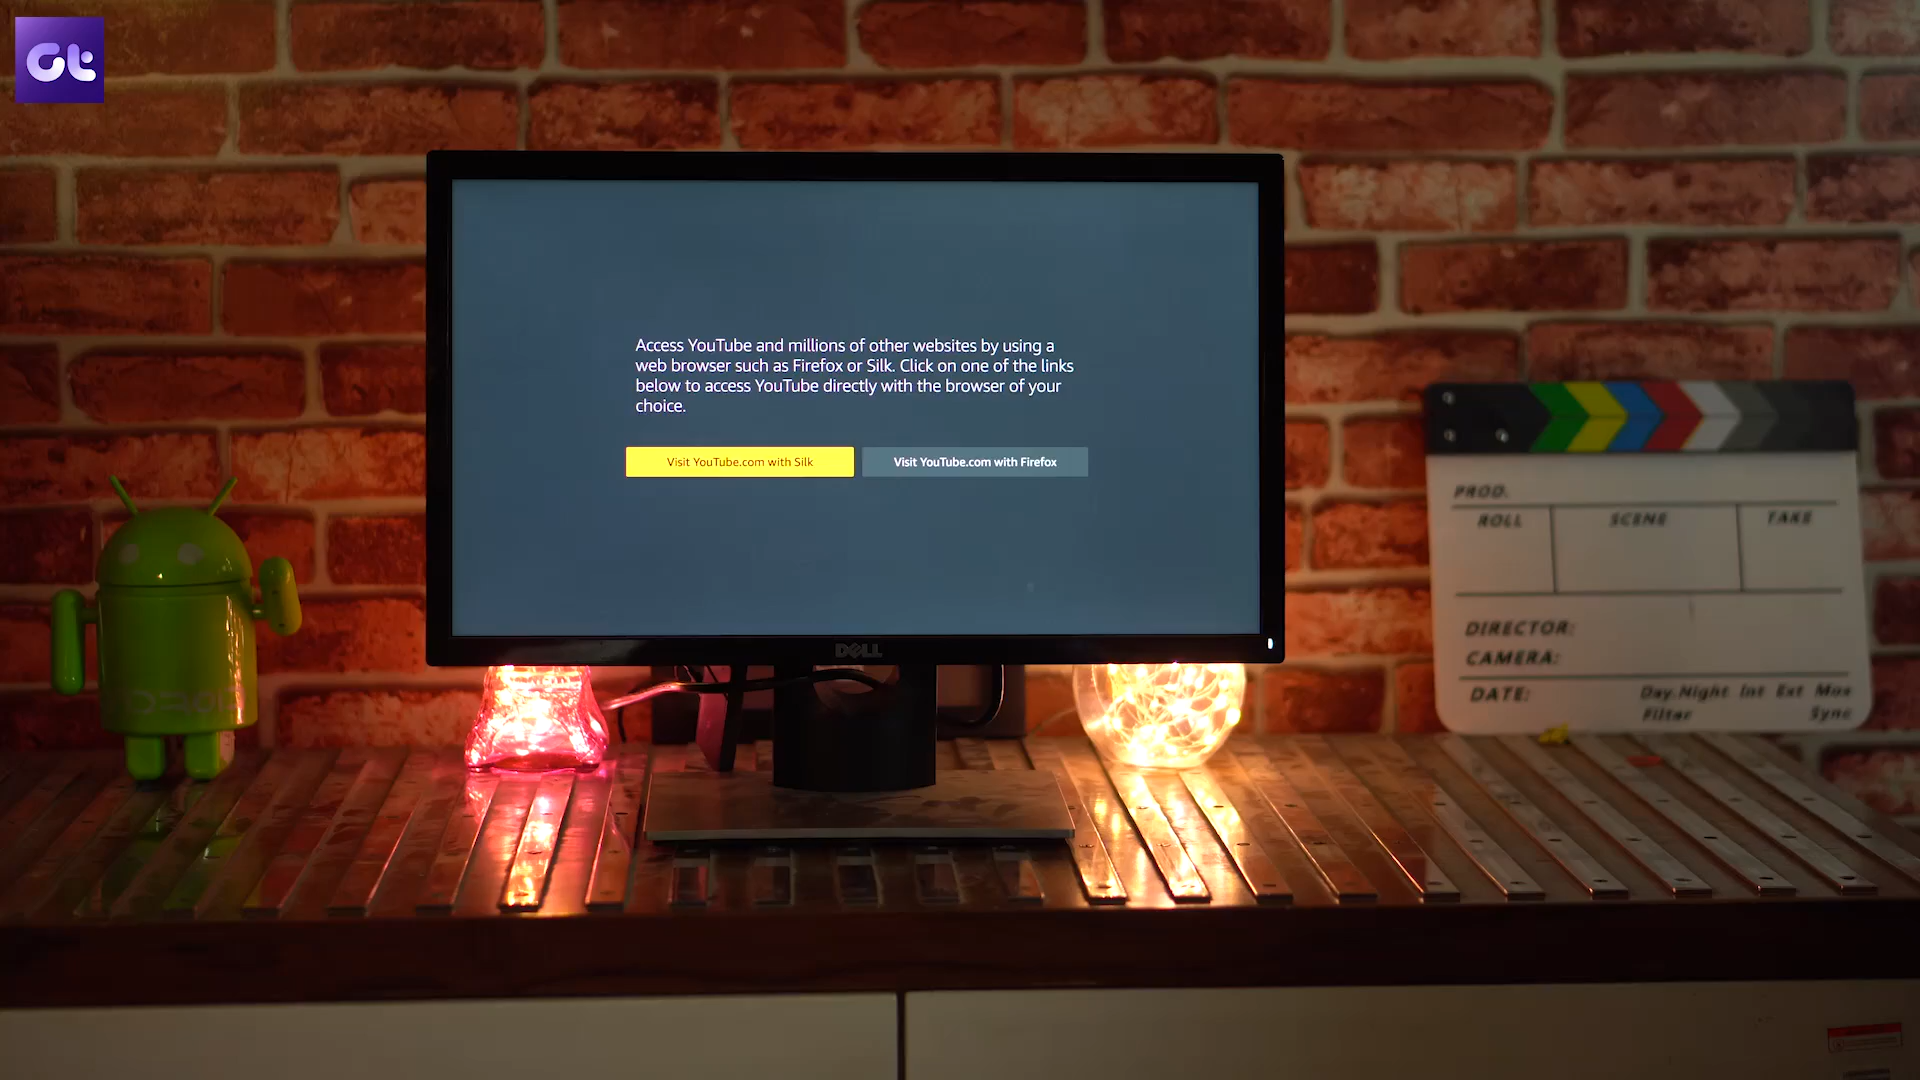 Gt
Access YouTube and millions of other websites by using a
web browser such as Firefox or Silk. Click on one of the links
below to access YouTube directly with the browser of your
choice.
Visit YouTube.com with Silk
Visit YouTube.com with Firefox
DELL
PROD.
ROLL SCENE TAKE
DIRECTOR:
CAMERA:
DATE: Day.Night Int Ext Mos
Filter Sync